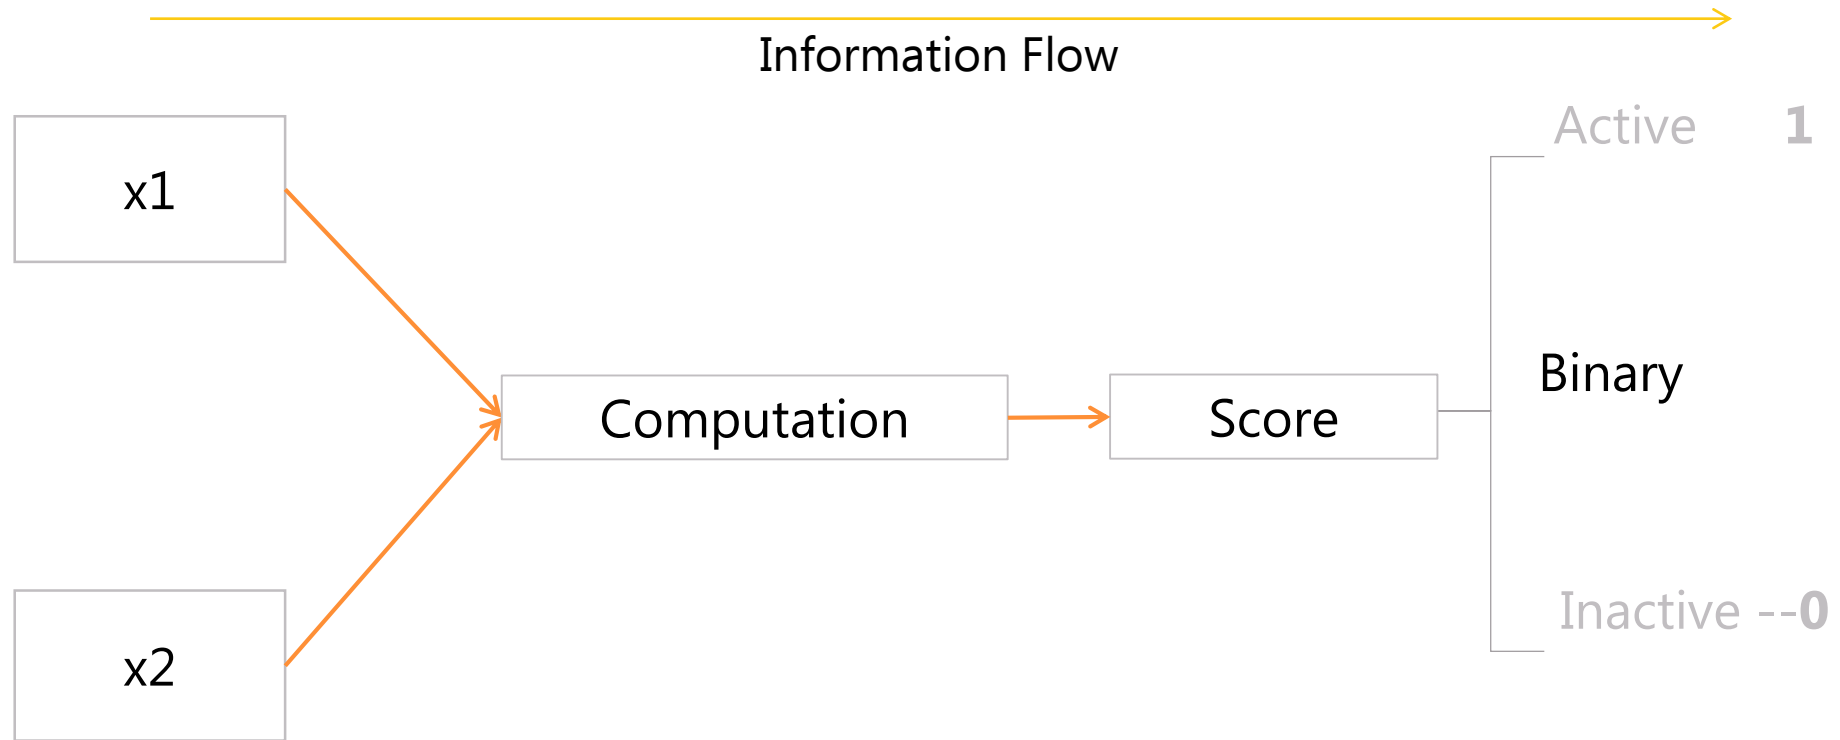 Information Flow
Active 1
x1
Binary
Computation
Score
Inactive --0
x2